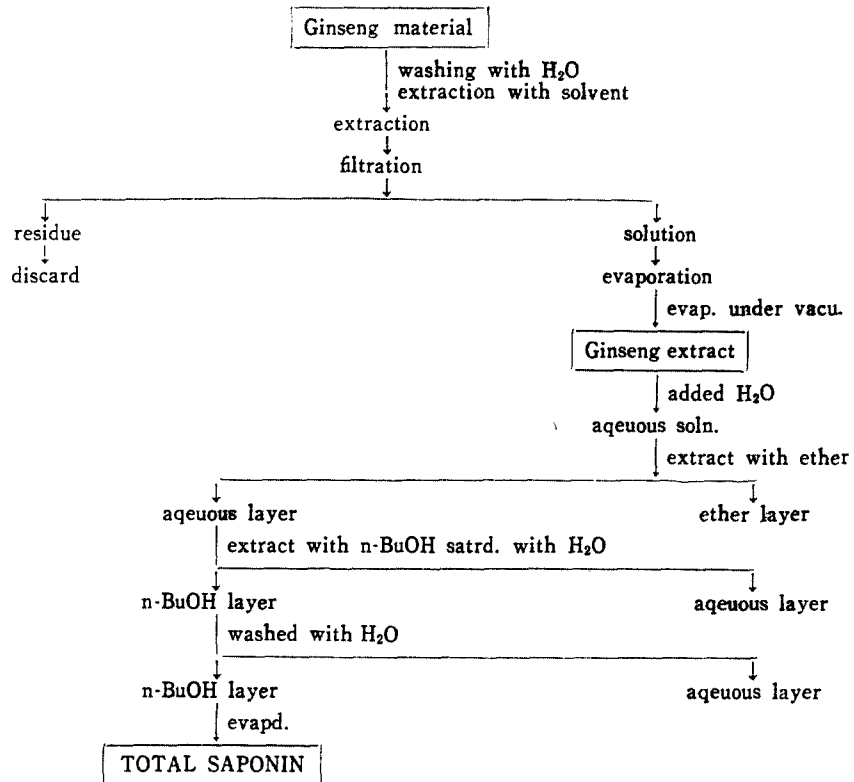 Ginseng material
washing with H₂O
extraction with solvent
extraction
filtration
residue
solution
discard
evaporation
evap. under vacu.
Ginseng extract
added H₂O
aqeuous soln.
extract with ether
aqeuous layer
ether layer
extract with n-BuOH satrd. with H₂O
n-BuOH layer
aqeuous layer
washed with H₂O
n-BuOH layer
aqeuous layer
evapd.
TOTAL SAPONIN